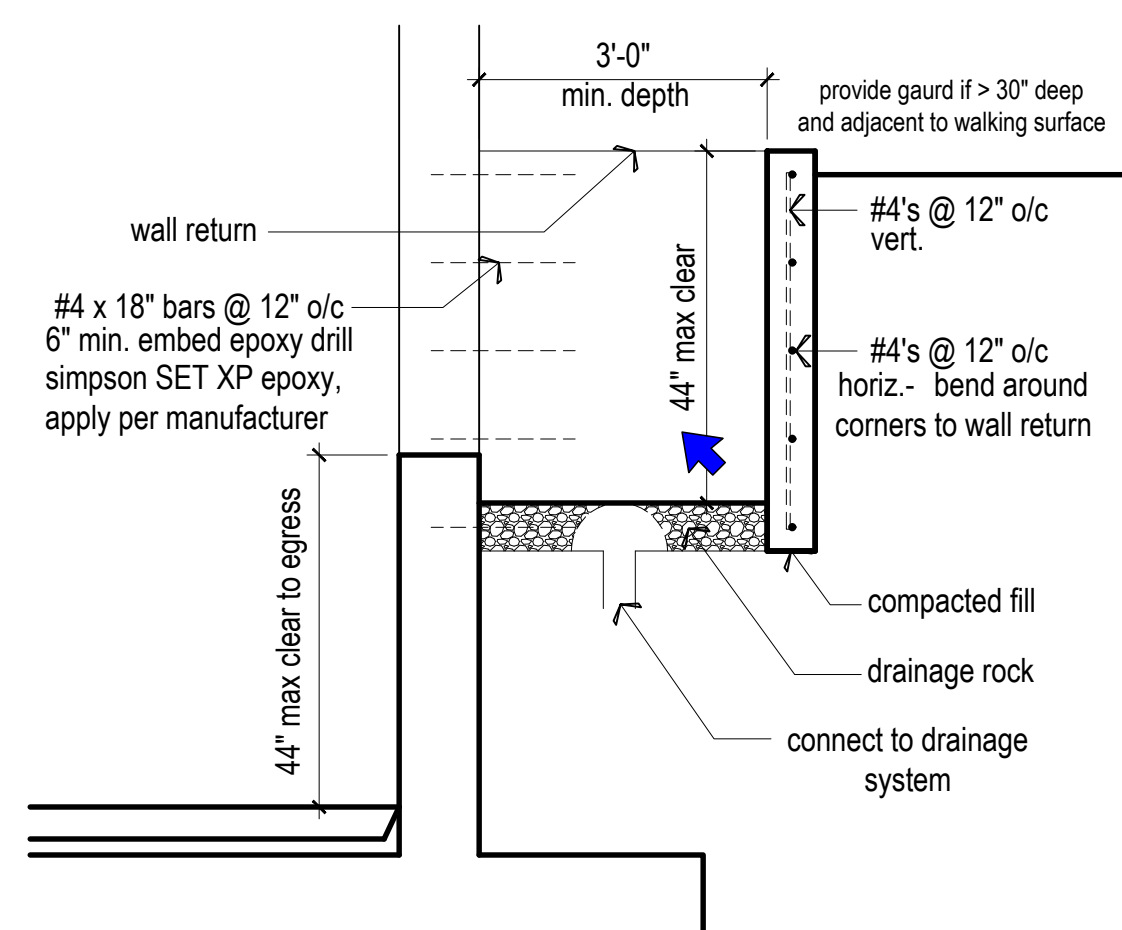 3'-0"
min. depth
provide gaurd if > 30" deep
and adjacent to walking surface
wall return
#4's @ 12" o/c
vert.
44" max clear
#4 x 18" bars @ 12" o/c
6" min. embed epoxy drill
simpson SET XP epoxy,
apply per manufacturer
#4's @ 12" o/c
horiz.- bend around
corners to wall return
44" max clear to egress
compacted fill
drainage rock
connect to drainage
system